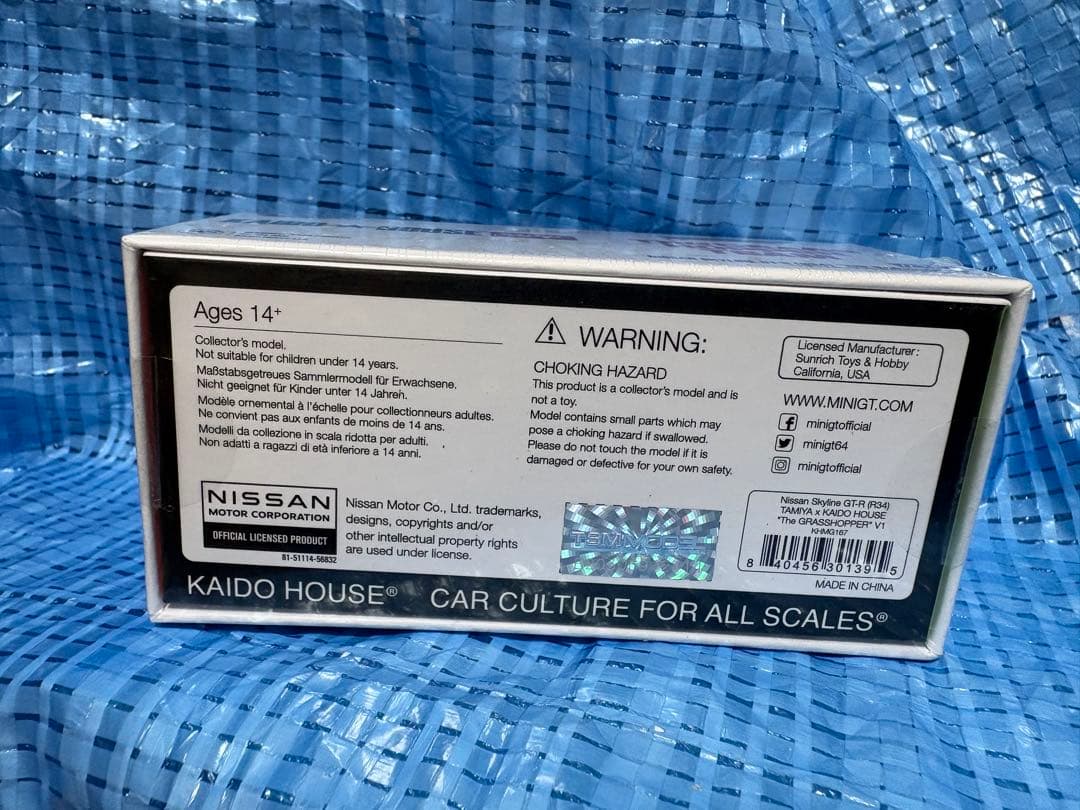 Ages 14+
Collector's model.
Not suitable for children under 14 years.
Maßstabsgetreues Sammlermodell für Erwachsene.
Nicht geeignet für Kinder unter 14 Jahren.
Modèle ornemental à l'échelle pour collectionneurs adultes.
Ne convient pas aux enfants de moins de 14 ans.
Modelli da collezione in scala ridotta per adulti.
Non adatti a ragazzi di età inferiore a 14 anni.
WARNING:
CHOKING HAZARD
This product is a collector's model and is
not a toy.
Model contains small parts which may
pose a choking hazard if swallowed.
Please do not touch the model if it is
damaged or defective for your own safety.
Licensed Manufacturer:
Sunrich Toys & Hobby
California, USA
WWW.MINIGT.COM
minigtofficial
minigt64
minigtofficial
NISSAN
MOTOR CORPORATION
OFFICIAL LICENSED PRODUCT
81-51114-56832
Nissan Motor Co., Ltd. trademarks,
designs, copyrights and/or
other intellectual property rights
are used under license.
Nissan Skyline GT-R (R34)
TAMIYA x KAIDO HOUSE
"The GRASSHOPPER" V1
KHMG167
8 40456 30139 5
MADE IN CHINA
KAIDO HOUSE® CAR CULTURE FOR ALL SCALES®